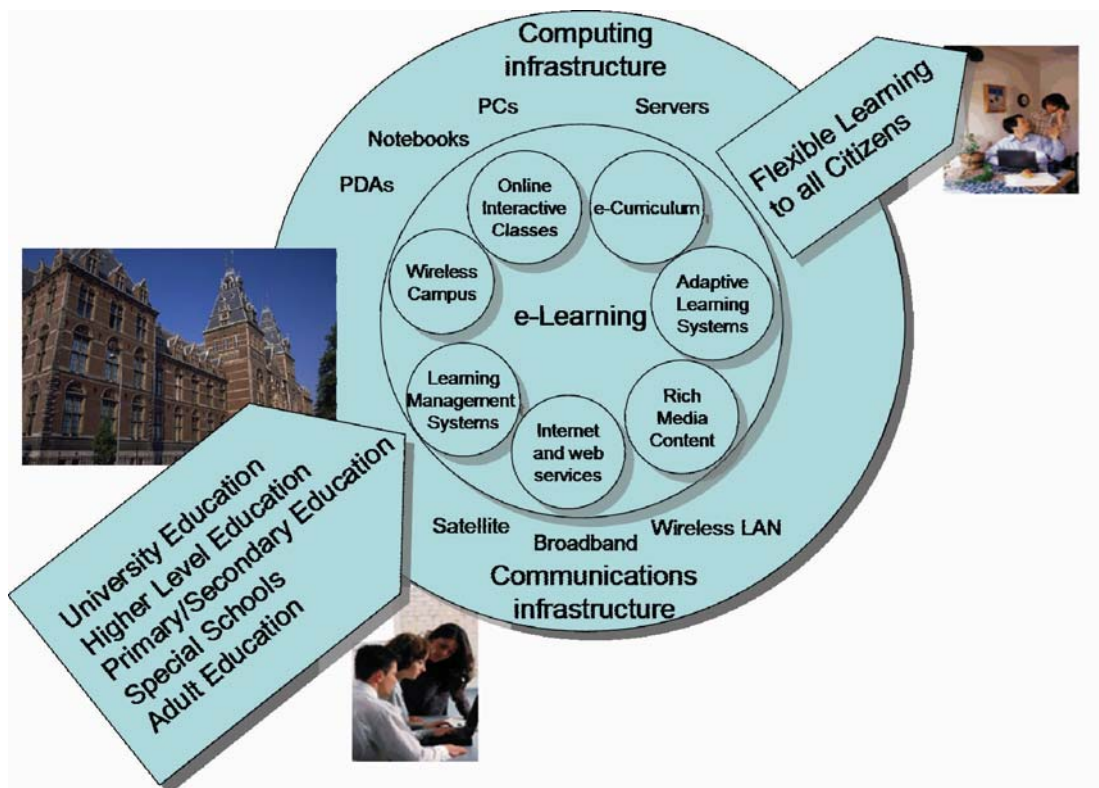 Computing
infrastructure
PCs
Servers
Notebooks
PDAs
Flexible Learning
to all Citizens
Online
Interactive
Classes
e-Curriculum
Wireless
Campus
Adaptive
Learning
Systems
e-Learning
Learning
Management
Systems
Rich
Media
Content
Internet
and web
services
Satellite
Broadband
Wireless LAN
Communications
infrastructure
University Education
Higher Level Education
Primary/Secondary Education
Special Schools
Adult Education